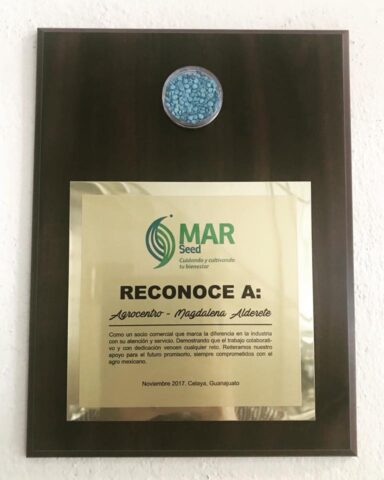 MAR
Seed
Cuidando y cultivando
tu bienestar
RECONOCE A:
Agrocentro - Magdalena Alderete
Como un socio comercial que marca la diferencia en la industria
con su atención y servicio. Demostrando que el trabajo colaborati-
vo y con dedicación vencen cualquier reto. Reiteramos nuestro
apoyo para el futuro promisorio, siempre comprometidos con el
agro mexicano.
Noviembre 2017. Celaya, Guanajuato